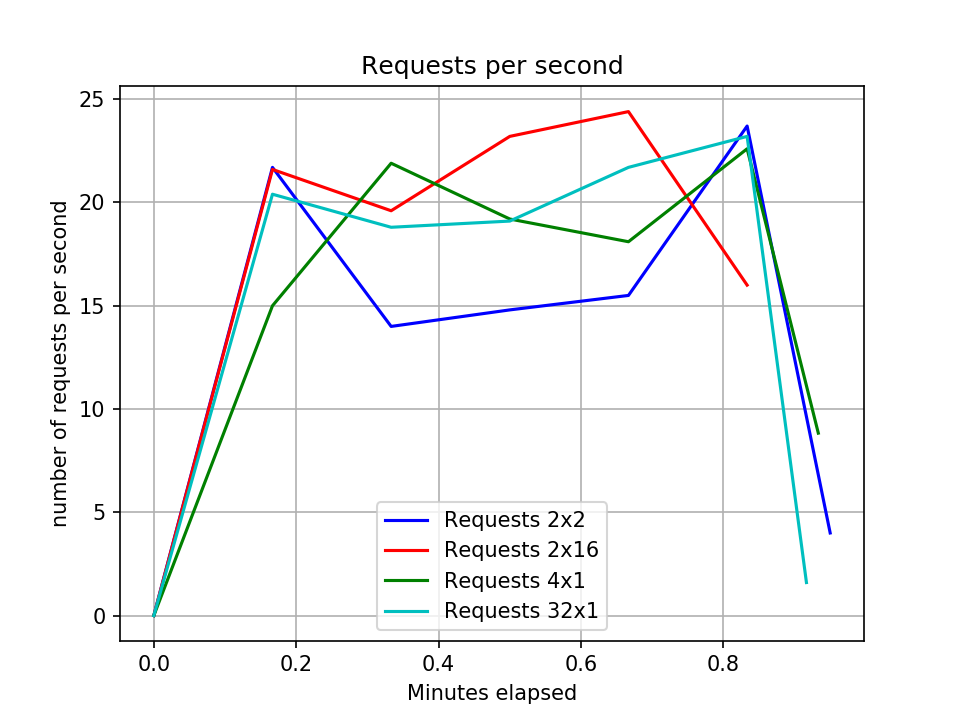 Requests per second
number of requests per second
25
20
15
10
5
0
Requests 2x2
Requests 2x16
Requests 4x1
Requests 32x1
0.0 0.2 0.4 0.6 0.8
Minutes elapsed